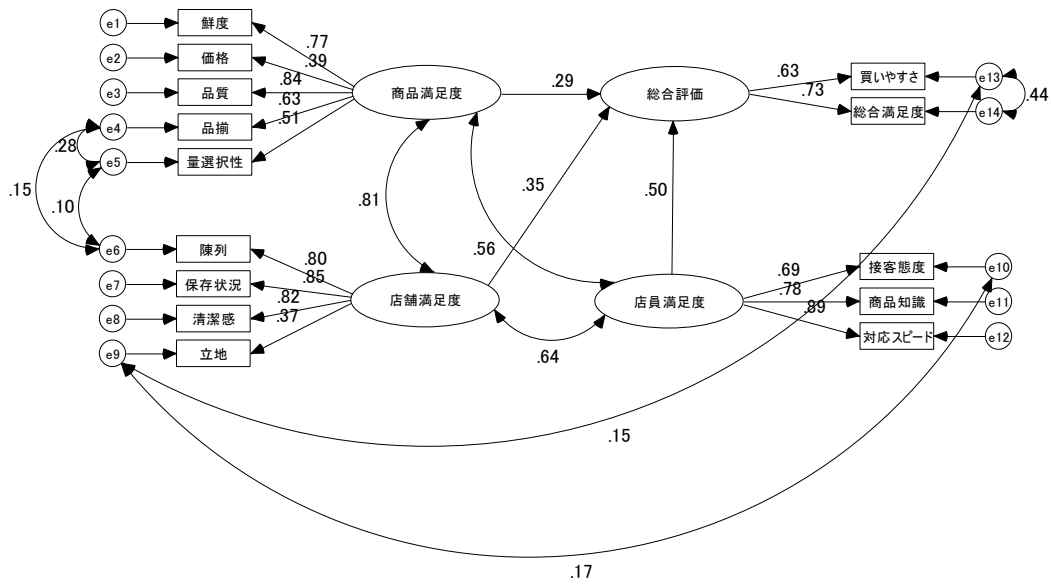 e1
鮮度
e2
価格
e3
品質
e4
品揃
e5
量選択性
.77
.39
.84
.63
.51
商品満足度
.29
総合評価
.63
.73
買いやすさ
総合満足度
e13
e14
.44
.28
.15
.10
.81
.35
.50
.56
e6
陳列
e7
保存状況
e8
清潔感
e9
立地
.80
.85
.82
.37
店舗満足度
.64
店員満足度
.69
.78
.89
接客態度
商品知識
対応スピード
e10
e11
e12
.15
.17